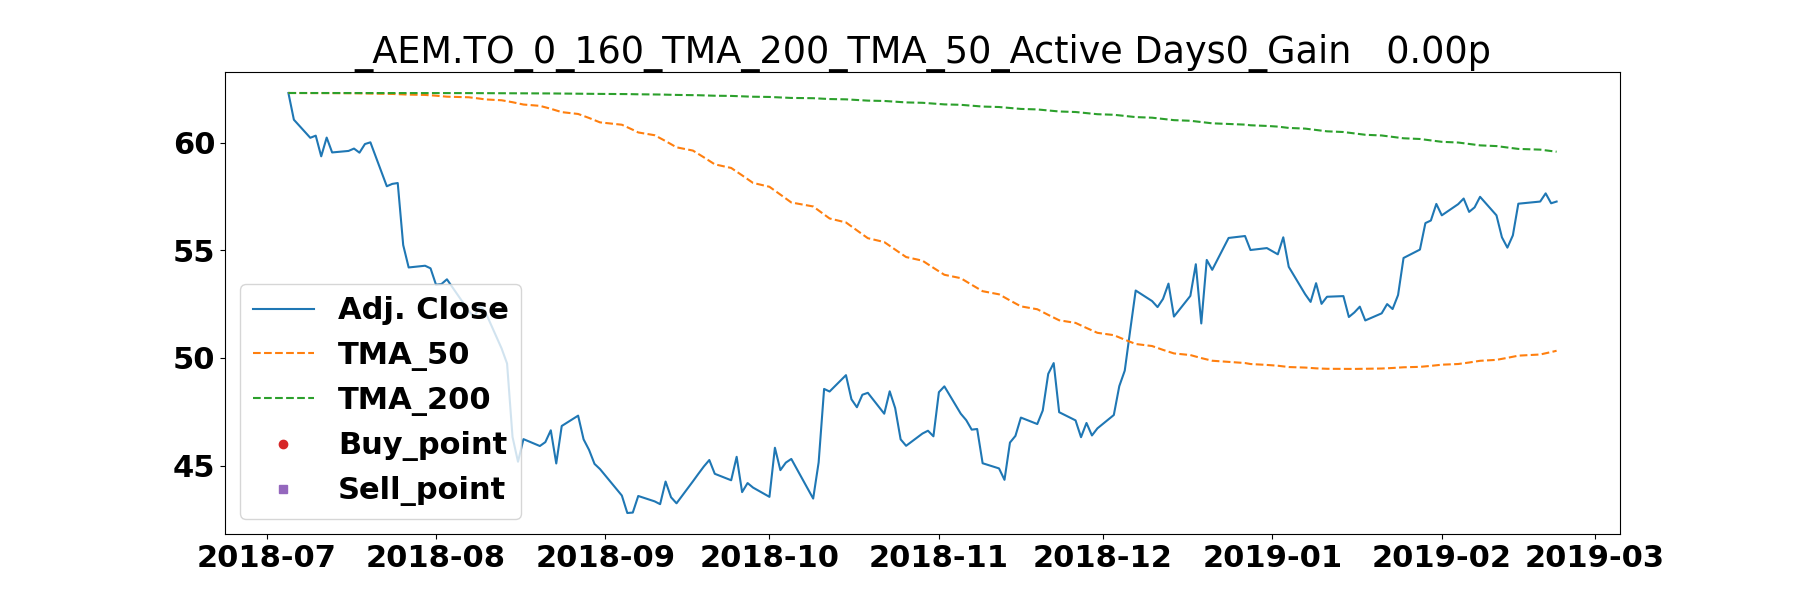 _AEM.TO_0_160_TMA_200_TMA_50_Active Days0_Gain   0.00p
60
55
50
45
Adj. Close
TMA_50
TMA_200
Buy_point
Sell_point
2018-07 2018-08 2018-09 2018-10 2018-11 2018-12 2019-01 2019-02 2019-03